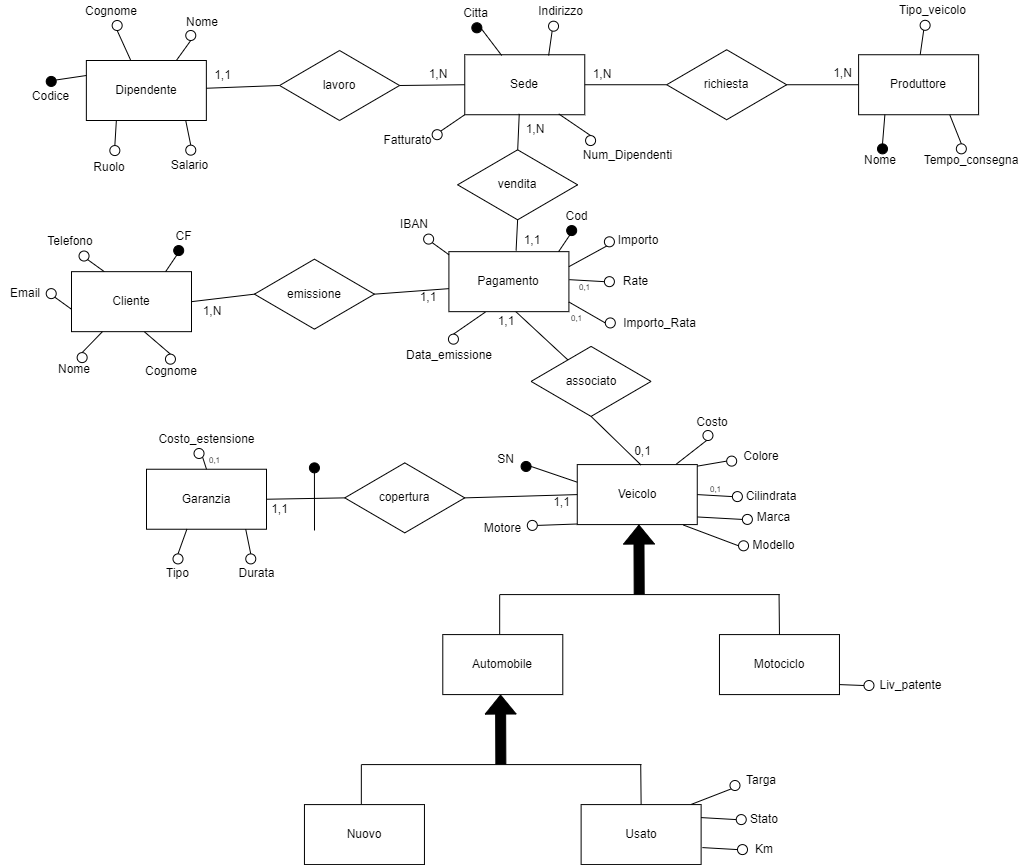 Cognome
Nome
Codice
Dipendente
Ruolo
Salario
1,1
lavoro
1,N
Citta
Indirizzo
Sede
Fatturato
Num_Dipendenti
1,N
richiesta
1,N
Tipo_veicolo
Produttore
Nome
Tempo_consegna
1,N
vendita
1,1
Telefono
CF
Email
Cliente
Nome
Cognome
1,N
emissione
1,1
IBAN
Cod
Importo
Pagamento
Rate
0,1
Importo_Rata
0,1
Data_emissione
1,1
associato
0,1
Costo_estensione
0,1
Garanzia
Tipo
Durata
1,1
copertura
1,1
SN
Costo
Colore
Veicolo
0,1
Cilindrata
Marca
Modello
Motore
Automobile
Motociclo
Liv_patente
Nuovo
Usato
Targa
Stato
Km